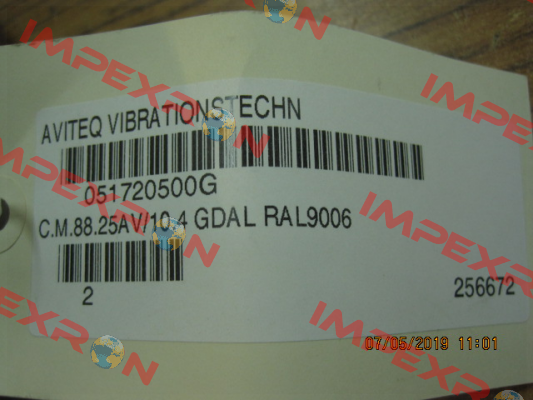 AVITEQ VIBRATIONSTECHN
051720500G
C.M.88.25AV/10.4 GDAL RAL9006
2
256672
07/05/2019 11:01
IMPEXRON
IMPEXRON
IMPEXRON
IMPEXRON
IMPEXRON